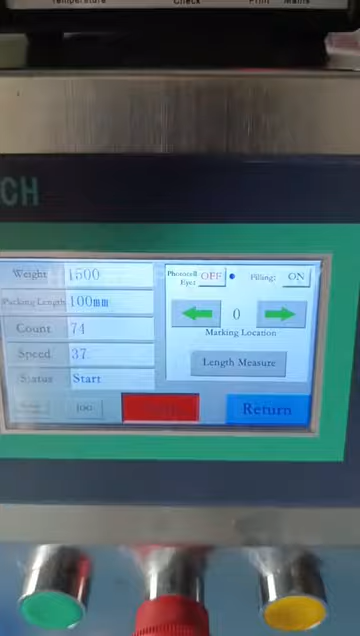 Temperature Check Print Mains
CH
Weight 1500
Packing Length 100mm
Count 74
Speed 37
Status Start
Photocell Eye: OFF Filling: ON
0
Marking Location
Length Measure
JOG
Return